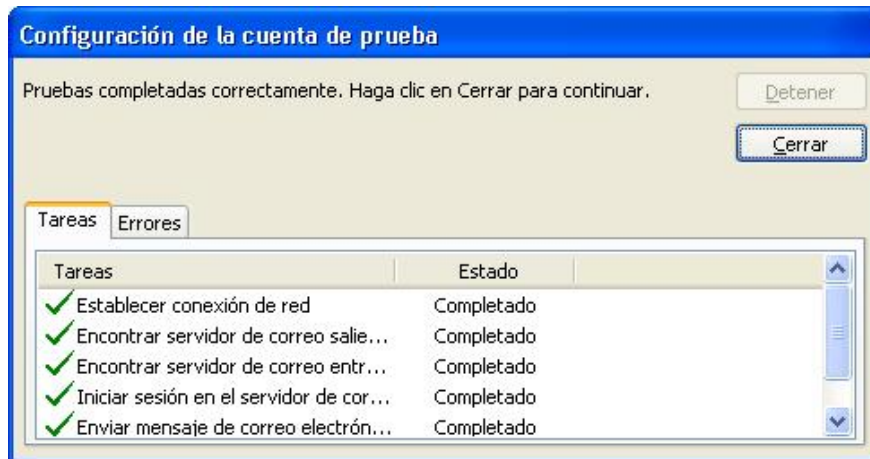 Configuración de la cuenta de prueba
Pruebas completadas correctamente. Haga clic en Cerrar para continuar.
Detener
Cerrar
Tareas Errores
Tareas Estado
Establecer conexión de red Completado
Encontrar servidor de correo salie... Completado
Encontrar servidor de correo entr... Completado
Iniciar sesión en el servidor de cor... Completado
Enviar mensaje de correo electrón... Completado